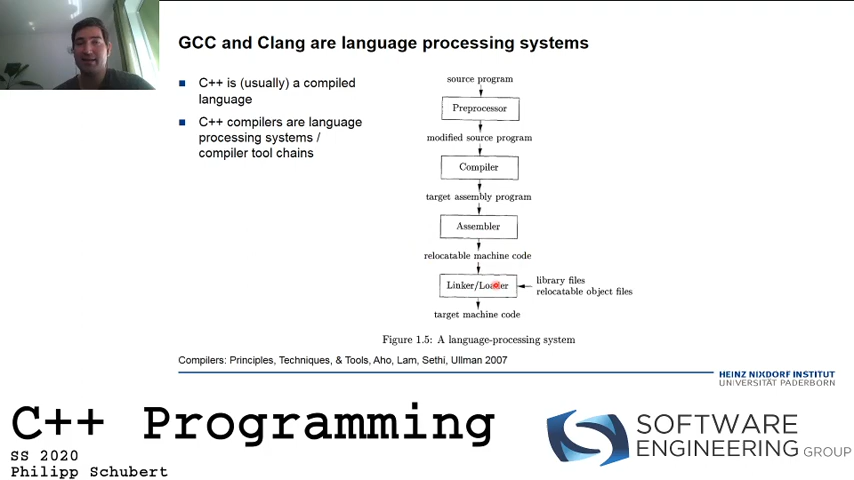 GCC and Clang are language processing systems
C++ is (usually) a compiled
language
C++ compilers are language
processing systems /
compiler tool chains
source program
Preprocessor
modified source program
Compiler
target assembly program
Assembler
relocatable machine code
Linker/Loader
library files
relocatable object files
target machine code
Figure 1.5: A language-processing system
Compilers: Principles, Techniques, & Tools, Aho, Lam, Sethi, Ullman 2007
HEINZ NIXDORF INSTITUT
UNIVERSITÄT PADERBORN
C++ Programming
SS 2020
Philipp Schubert
SOFTWARE
ENGINEERING GROUP